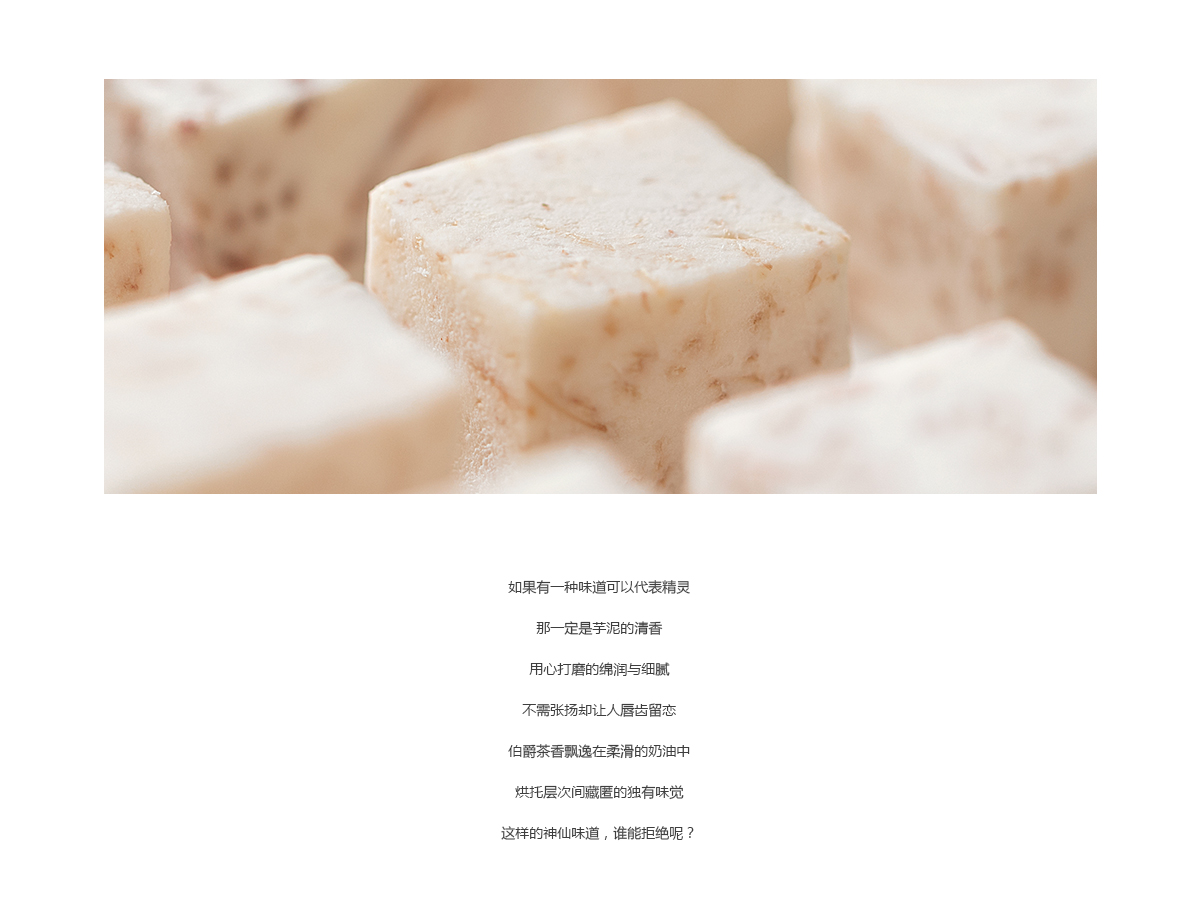 如果有一种味道可以代表精灵
那一定是芋泥的清香
用心打磨的绵润与细腻
不需张扬却让人唇齿留恋
伯爵茶香飘逸在柔滑的奶油中
烘托层次间藏匿的独有味觉
这样的神仙味道，谁能拒绝呢？